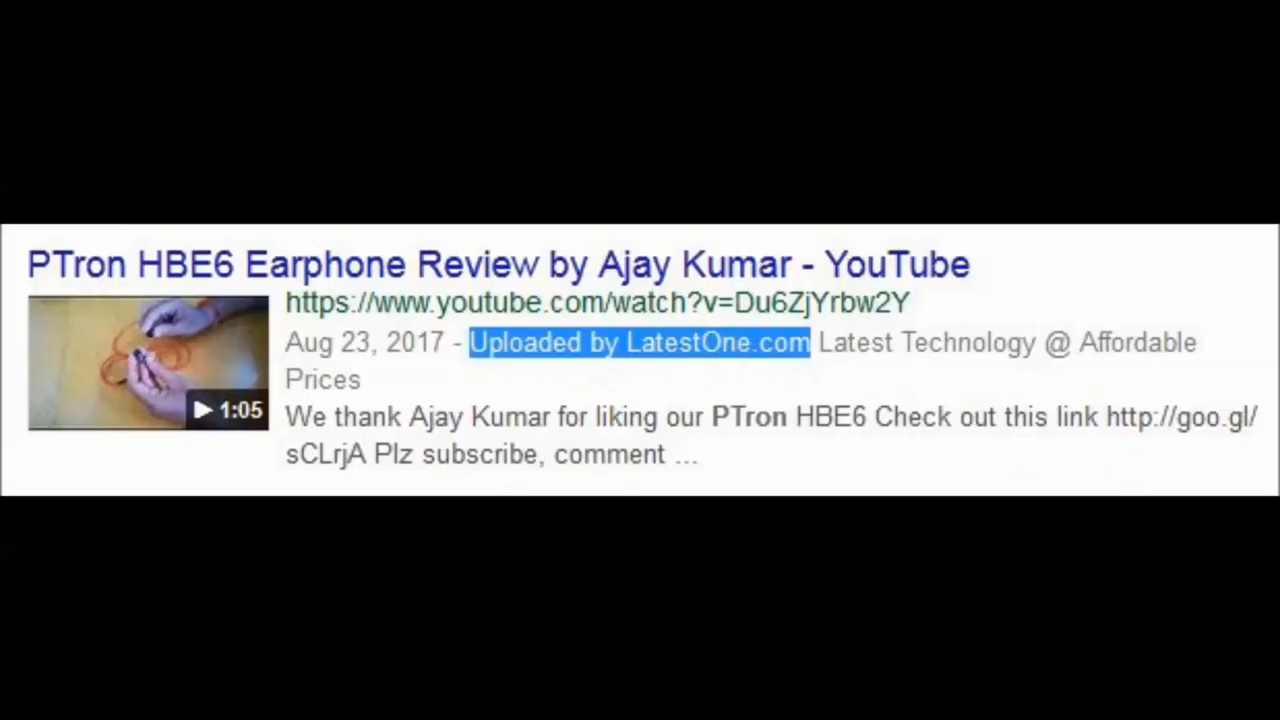 PTron HBE6 Earphone Review by Ajay Kumar - YouTube
https://www.youtube.com/watch?v=Du6ZjYrbw2Y
Aug 23, 2017 - Uploaded by LatestOne.com Latest Technology @ Affordable
Prices
1:05
We thank Ajay Kumar for liking our PTron HBE6 Check out this link http://goo.gl/
sCLrjA Plz subscribe, comment ...